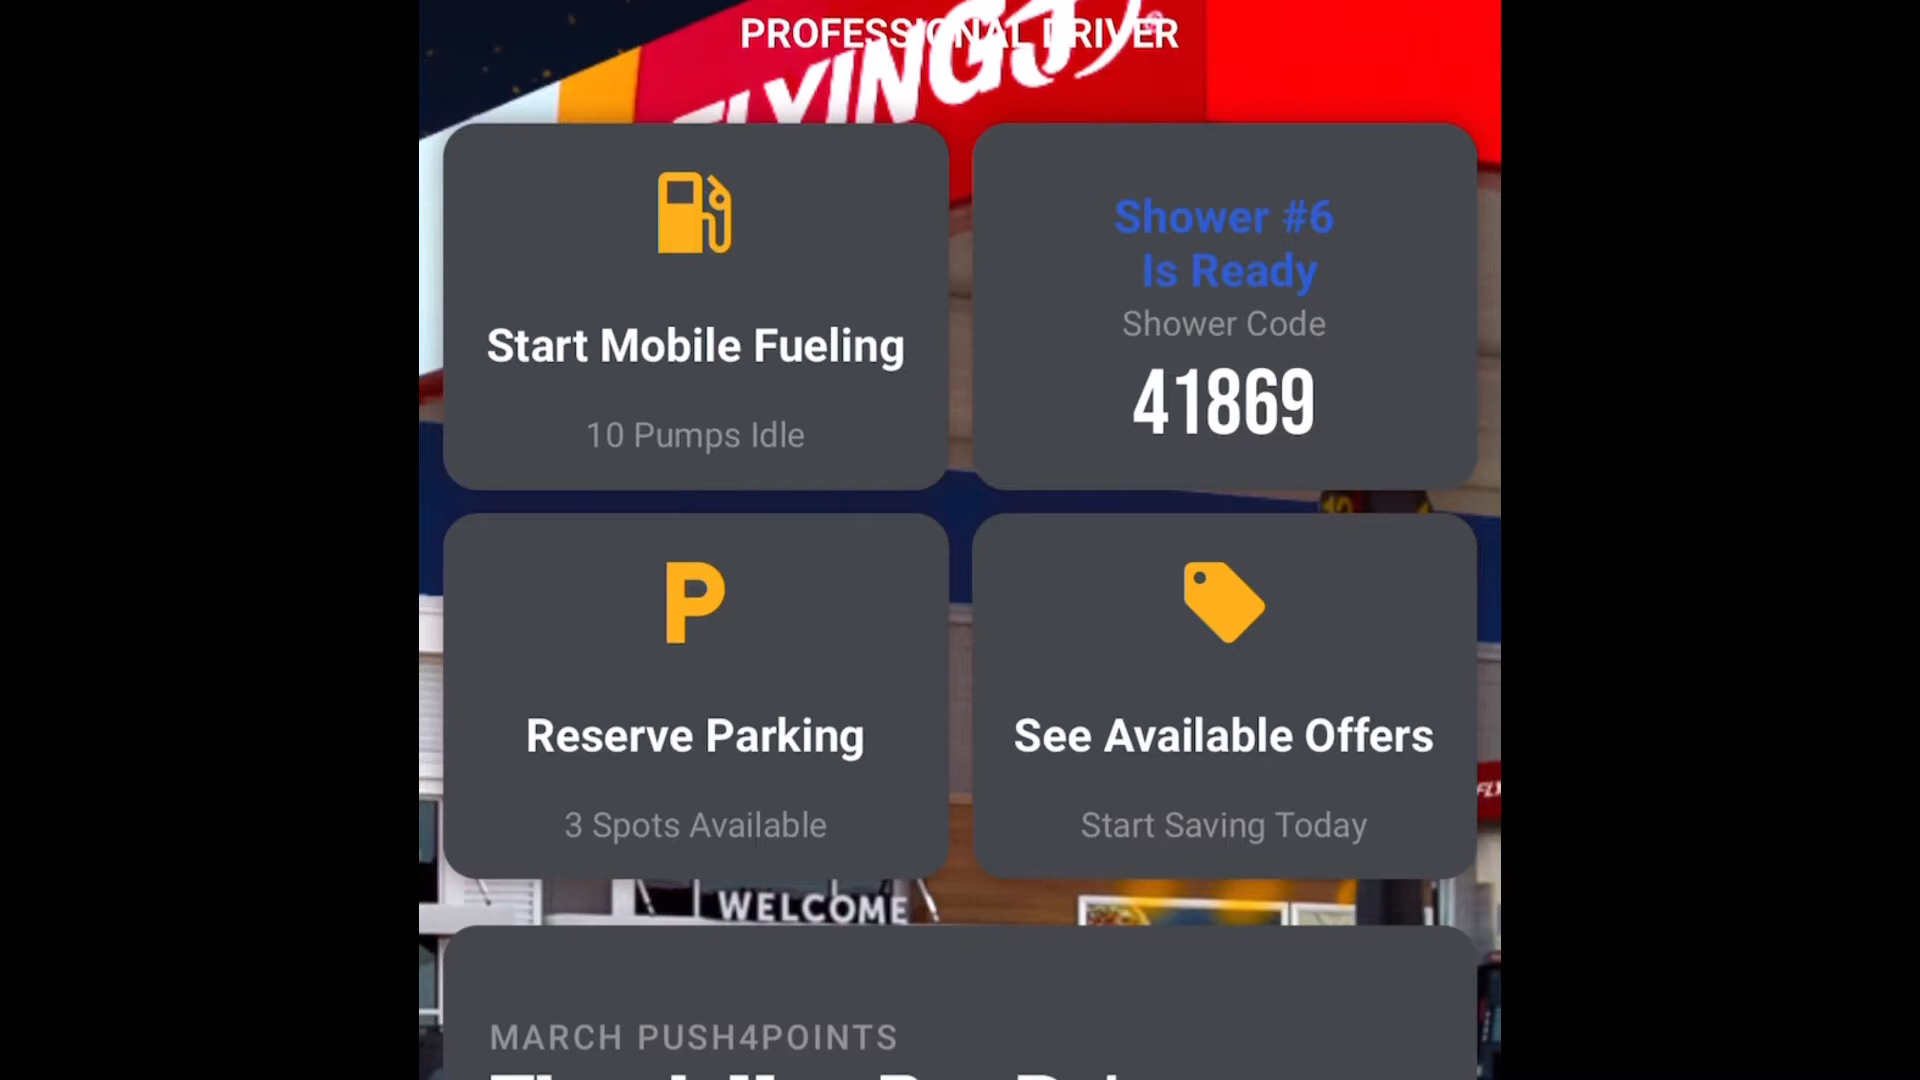 PROFESSIONAL DRIVER
FLYING J
Start Mobile Fueling
10 Pumps Idle
Shower #6
Is Ready
Shower Code
41869
Reserve Parking
3 Spots Available
See Available Offers
Start Saving Today
WELCOME
MARCH PUSH4POINTS